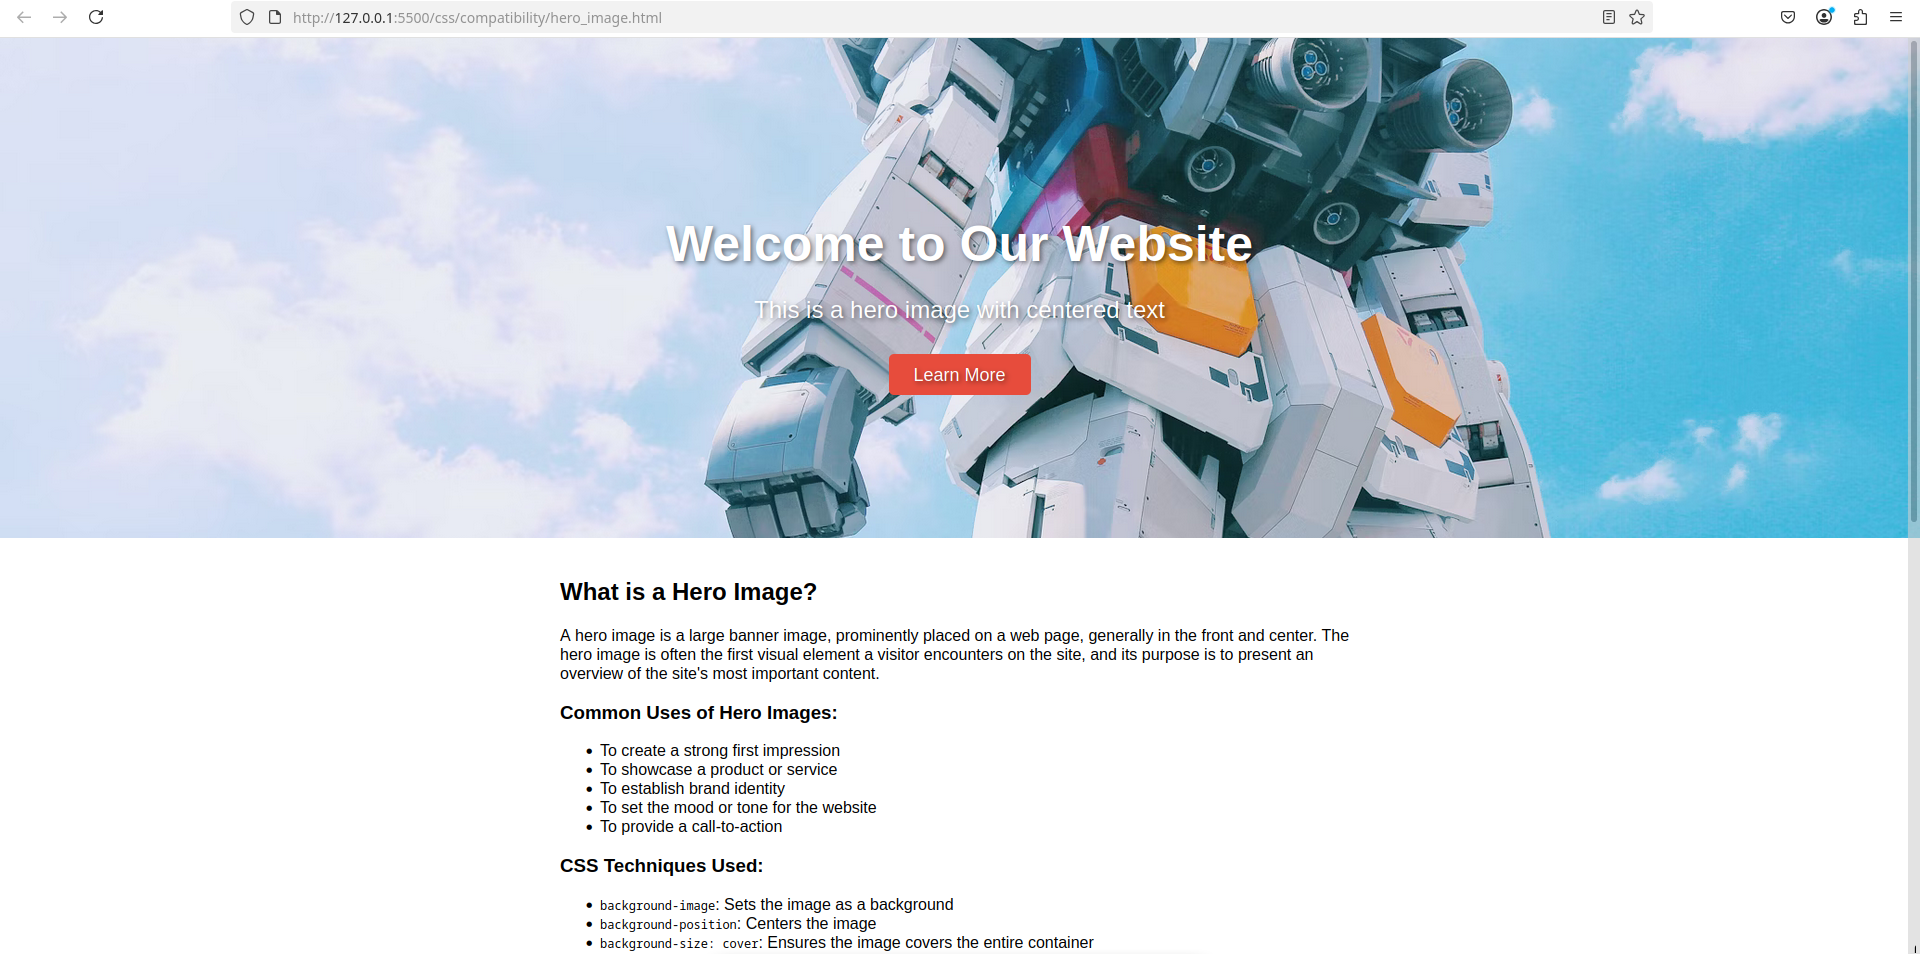 http://127.0.0.1:5500/css/compatibility/hero_image.html
Welcome to Our Website
This is a hero image with centered text
Learn More
What is a Hero Image?
A hero image is a large banner image, prominently placed on a web page, generally in the front and center. The
hero image is often the first visual element a visitor encounters on the site, and its purpose is to present an
overview of the site's most important content.
Common Uses of Hero Images:
• To create a strong first impression
• To showcase a product or service
• To establish brand identity
• To set the mood or tone for the website
• To provide a call-to-action
CSS Techniques Used:
• background-image: Sets the image as a background
• background-position: Centers the image
• background-size: cover: Ensures the image covers the entire container